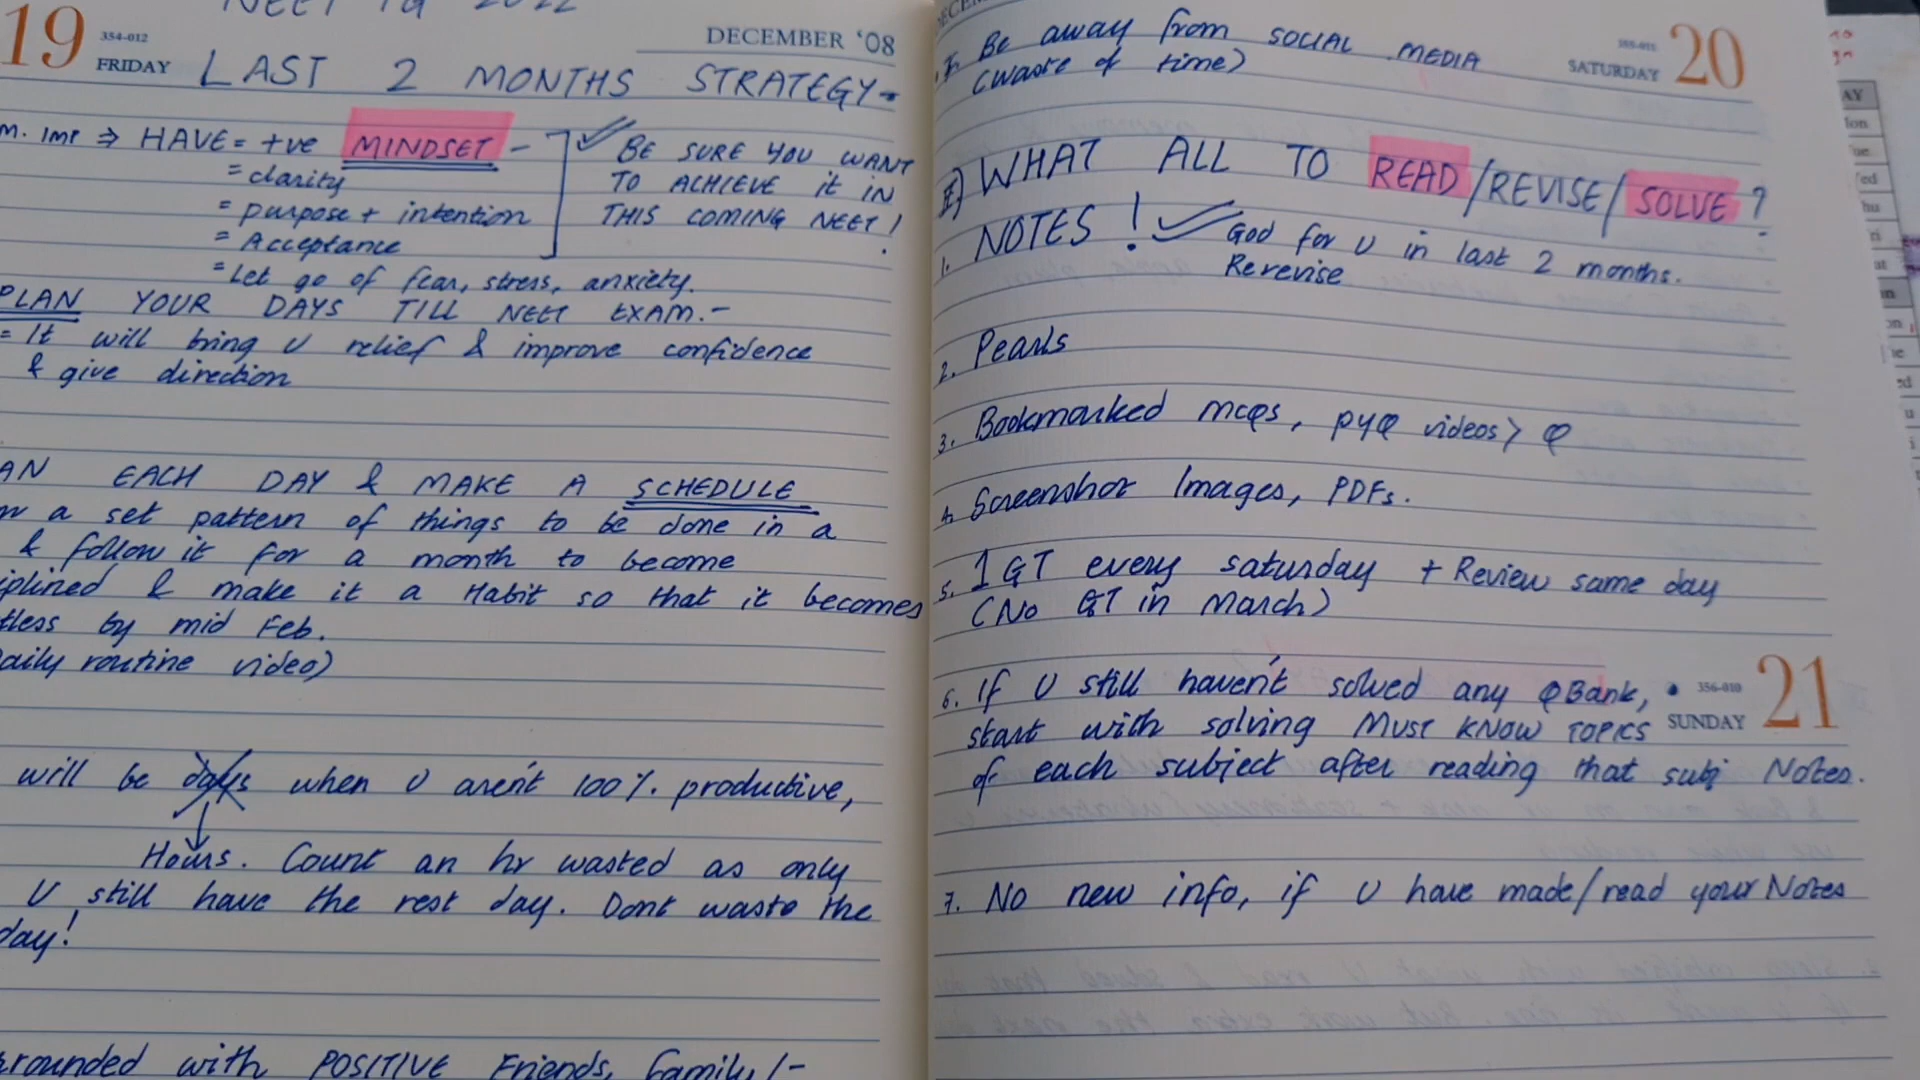 NEET PG 2022
19
354-012
FRIDAY
DECEMBER '08
LAST 2 MONTHS STRATEGY-
M. Imp ⇒ HAVE = +ve MINDSET -
= clarity
= purpose + intention
= Acceptance
= Let go of fear, stress, anxiety.
✓ BE SURE YOU WANT
TO ACHIEVE it IN
THIS COMING NEET!
PLAN YOUR DAYS TILL NEET EXAM.-
= It will bring U relief & improve confidence
& give direction
AN EACH DAY & MAKE A SCHEDULE
a set pattern of things to be done in a
& follow it for a month to become
iplined & make it a Habit so that it becomes
tless by mid Feb.
aily routine video)
will be days when U aren't 100%. productive,
Hours. Count an hr wasted as only
U still have the rest day. Dont waste the
day!
rounded with POSITIVE Friends, family!-
Be away from SOCIAL MEDIA
(waste of time)
355-011
SATURDAY
20
II) WHAT ALL TO READ/REVISE/SOLVE?
1. NOTES! ✓ God for U in last 2 months.
Rerevise
2. Pearls
3. Bookmarked mcqs, pyQ videos> Q
4. Screenshot Images, PDFs.
5. 1 GT every saturday + Review same day
(No GT in March)
6. If U still haven't solved any QBank,
start with solving MUST KNOW TOPICS
of each subject after reading that subj Notes.
356-010
SUNDAY
21
7. No new info, if U have made/read your Notes